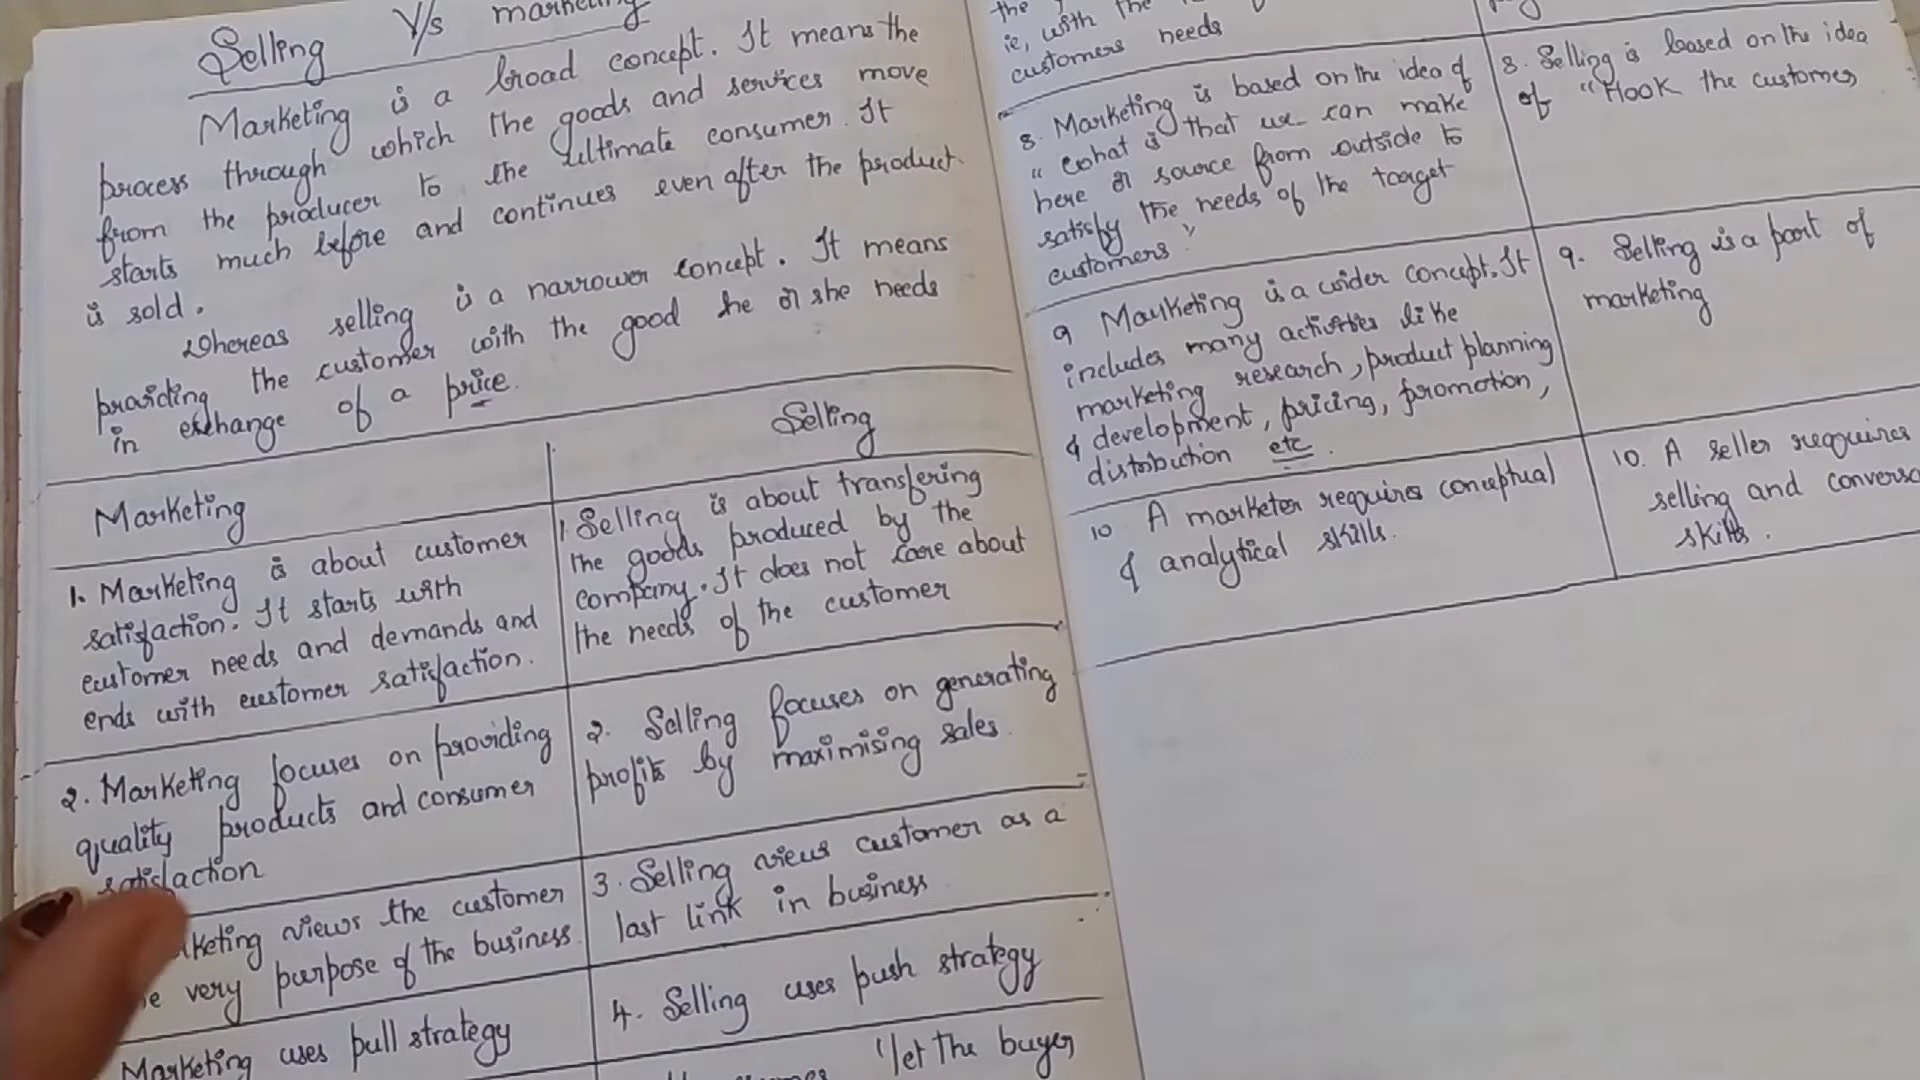 Selling V/s marketing
Marketing is a broad concept. It means the
process through which the goods and services move
from the producer to the ultimate consumer. It
starts much before and continues even after the product
is sold.
Whereas selling is a narrower concept. It means
providing the customer with the good he or she needs
in exchange of a price.
Marketing
Selling
1. Marketing is about customer
satisfaction. It starts with
customer needs and demands and
ends with customer satisfaction.
1. Selling is about transfering
the goods produced by the
company. It does not care about
the needs of the customer
2. Marketing focuses on providing
quality products and consumer
satisfaction
2. Selling focuses on generating
profits by maximising sales.
views the customer
very purpose of the business.
3. Selling views customer as a
last link in business
Marketing uses pull strategy
4. Selling uses push strategy
"let the buyer
the
ie, with the
customers needs
8. Marketing is based on the idea of
"what is that we can make
here or source from outside to
satisfy the needs of the target
customers"
8. Selling is based on the idea
of "Hook the customer
9 Marketing is a wider concept. It
includes many activities like
marketing research, product planning
& development, pricing, promotion,
distribution etc.
9. Selling is a part of
marketing
10 A marketer requires conceptual
& analytical skills.
10. A seller requires
selling and
skills.